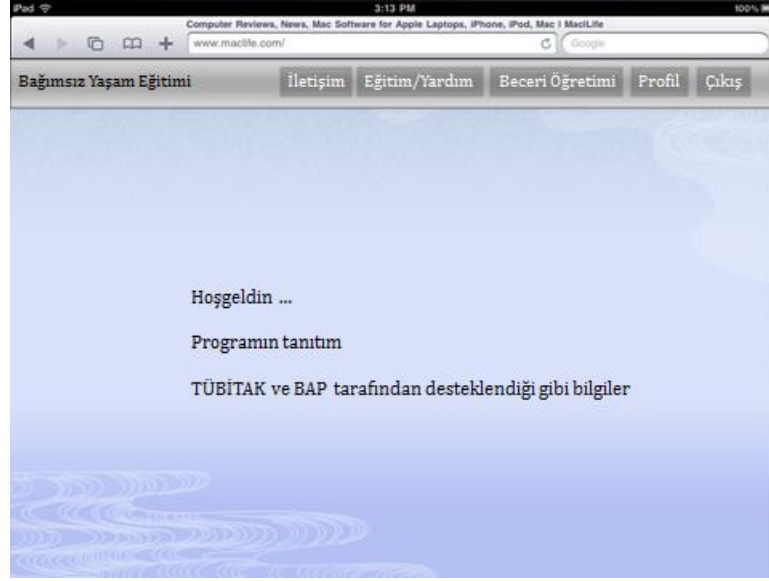 iPad 3:13 PM 100%
Computer Reviews, News, Mac Software for Apple Laptops, iPhone, iPod, Mac | Mac|Life
www.maclife.com/ Google
Bağımsız Yaşam Eğitimi İletişim Eğitim/Yardım Beceri Öğretimi Profil Çıkış
Hoşgeldin ...
Programın tanıtım
TÜBİTAK ve BAP tarafından desteklendiği gibi bilgiler